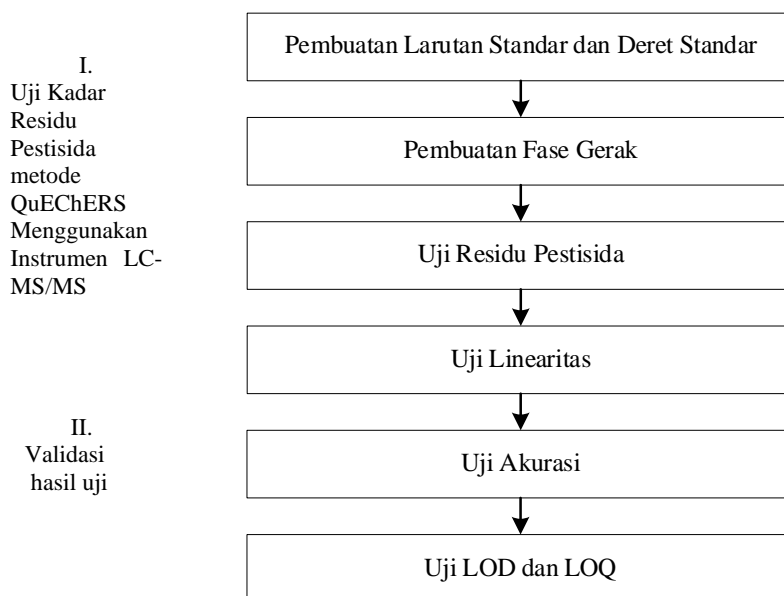 Pembuatan Larutan Standar dan Deret Standar
I.
Uji Kadar
Residu
Pestisida
metode
QuEChERS
Menggunakan
Instrumen LC-
MS/MS
Pembuatan Fase Gerak
Uji Residu Pestisida
Uji Linearitas
II.
Validasi
hasil uji
Uji Akurasi
Uji LOD dan LOQ